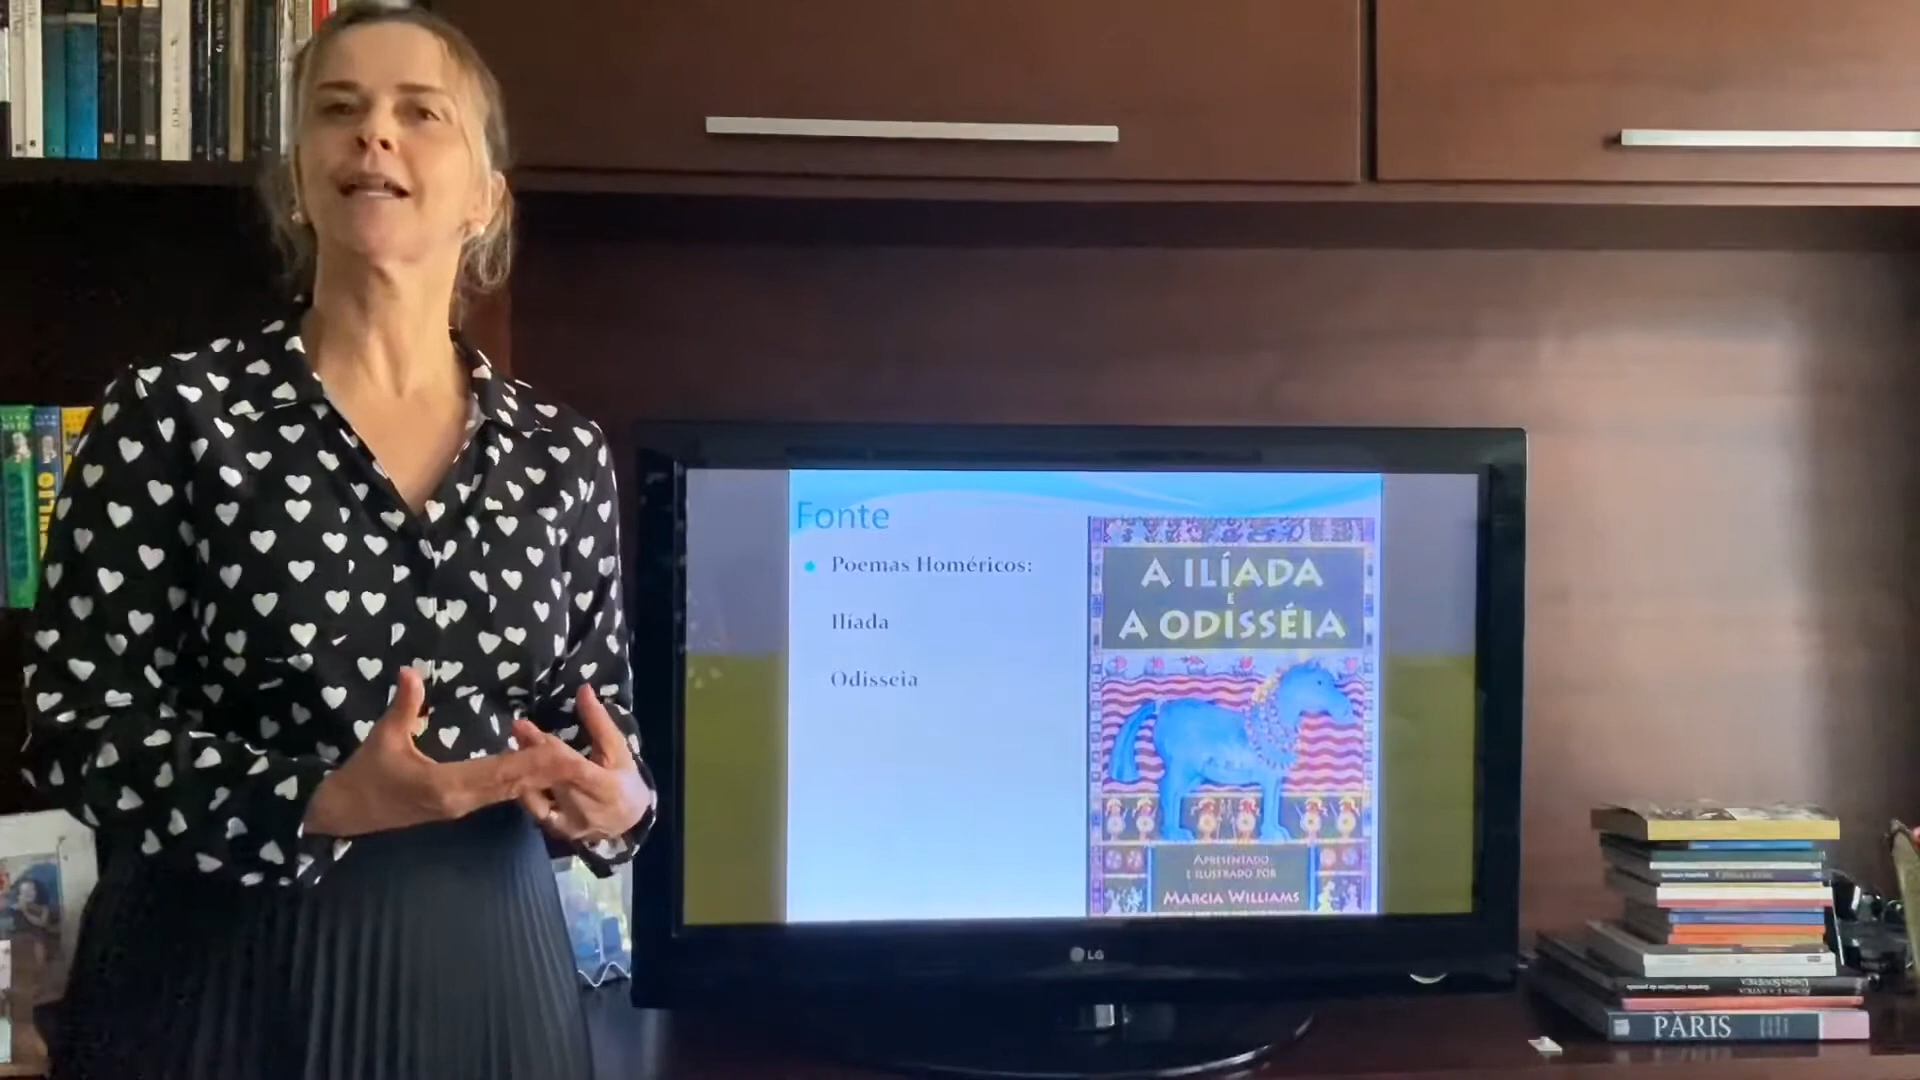 Fonte
Poemas Homéricos:
Ilíada
Odisseia
A ILÍADA
E
A ODISSÉIA
APRESENTADO
E ILUSTRADO POR
MARCIA WILLIAMS
LG
PARIS